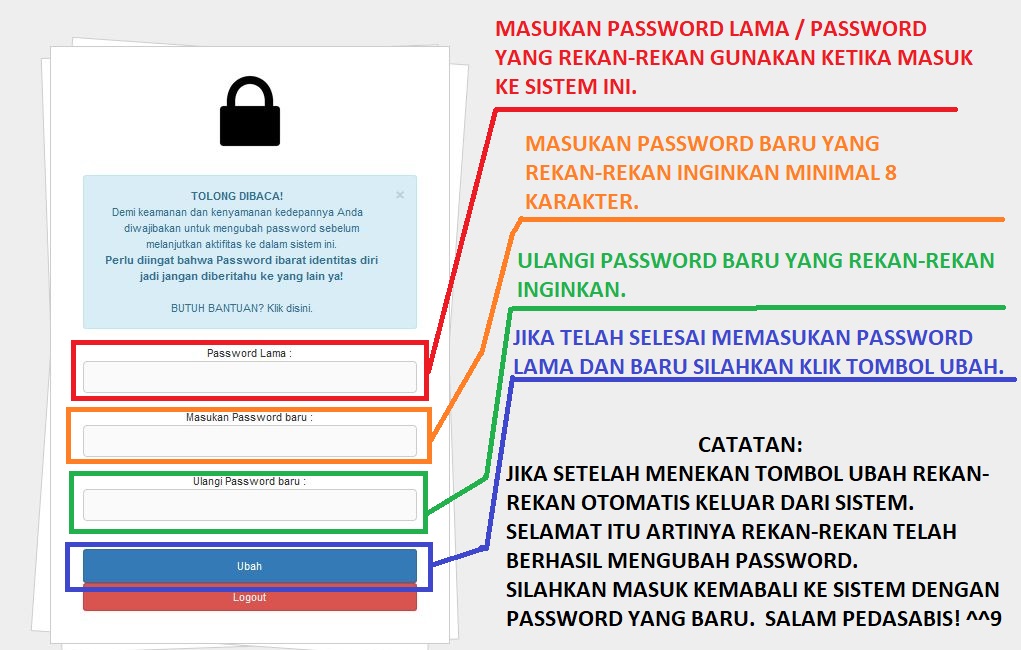 MASUKAN PASSWORD LAMA / PASSWORD
YANG REKAN-REKAN GUNAKAN KETIKA MASUK
KE SISTEM INI.
MASUKAN PASSWORD BARU YANG
REKAN-REKAN INGINKAN MINIMAL 8
KARAKTER.
ULANGI PASSWORD BARU YANG REKAN-REKAN
INGINKAN.
JIKA TELAH SELESAI MEMASUKAN PASSWORD
LAMA DAN BARU SILAHKAN KLIK TOMBOL UBAH.
CATATAN:
JIKA SETELAH MENEKAN TOMBOL UBAH REKAN-
REKAN OTOMATIS KELUAR DARI SISTEM.
SELAMAT ITU ARTINYA REKAN-REKAN TELAH
BERHASIL MENGUBAH PASSWORD.
SILAHKAN MASUK KEMABALI KE SISTEM DENGAN
PASSWORD YANG BARU.  SALAM PEDASABIS! ^^9
TOLONG DIBACA!
×
Demi keamanan dan kenyamanan kedepannya Anda
diwajibakan untuk mengubah password sebelum
melanjutkan aktifitas ke dalam sistem ini.
Perlu diingat bahwa Password ibarat identitas diri
jadi jangan diberitahu ke yang lain ya!
BUTUH BANTUAN? Klik disini.
Password Lama :
Masukan Password baru :
Ulangi Password baru :
Ubah
Logout